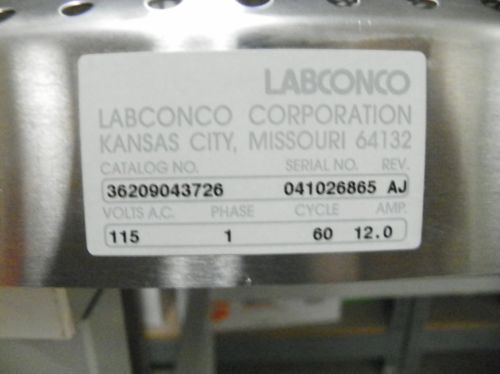 LABCONCO
LABCONCO CORPORATION
KANSAS CITY, MISSOURI 64132
CATALOG NO. SERIAL NO. REV.
36209043726 041026865 AJ
VOLTS A.C. PHASE CYCLE AMP.
115 1 60 12.0